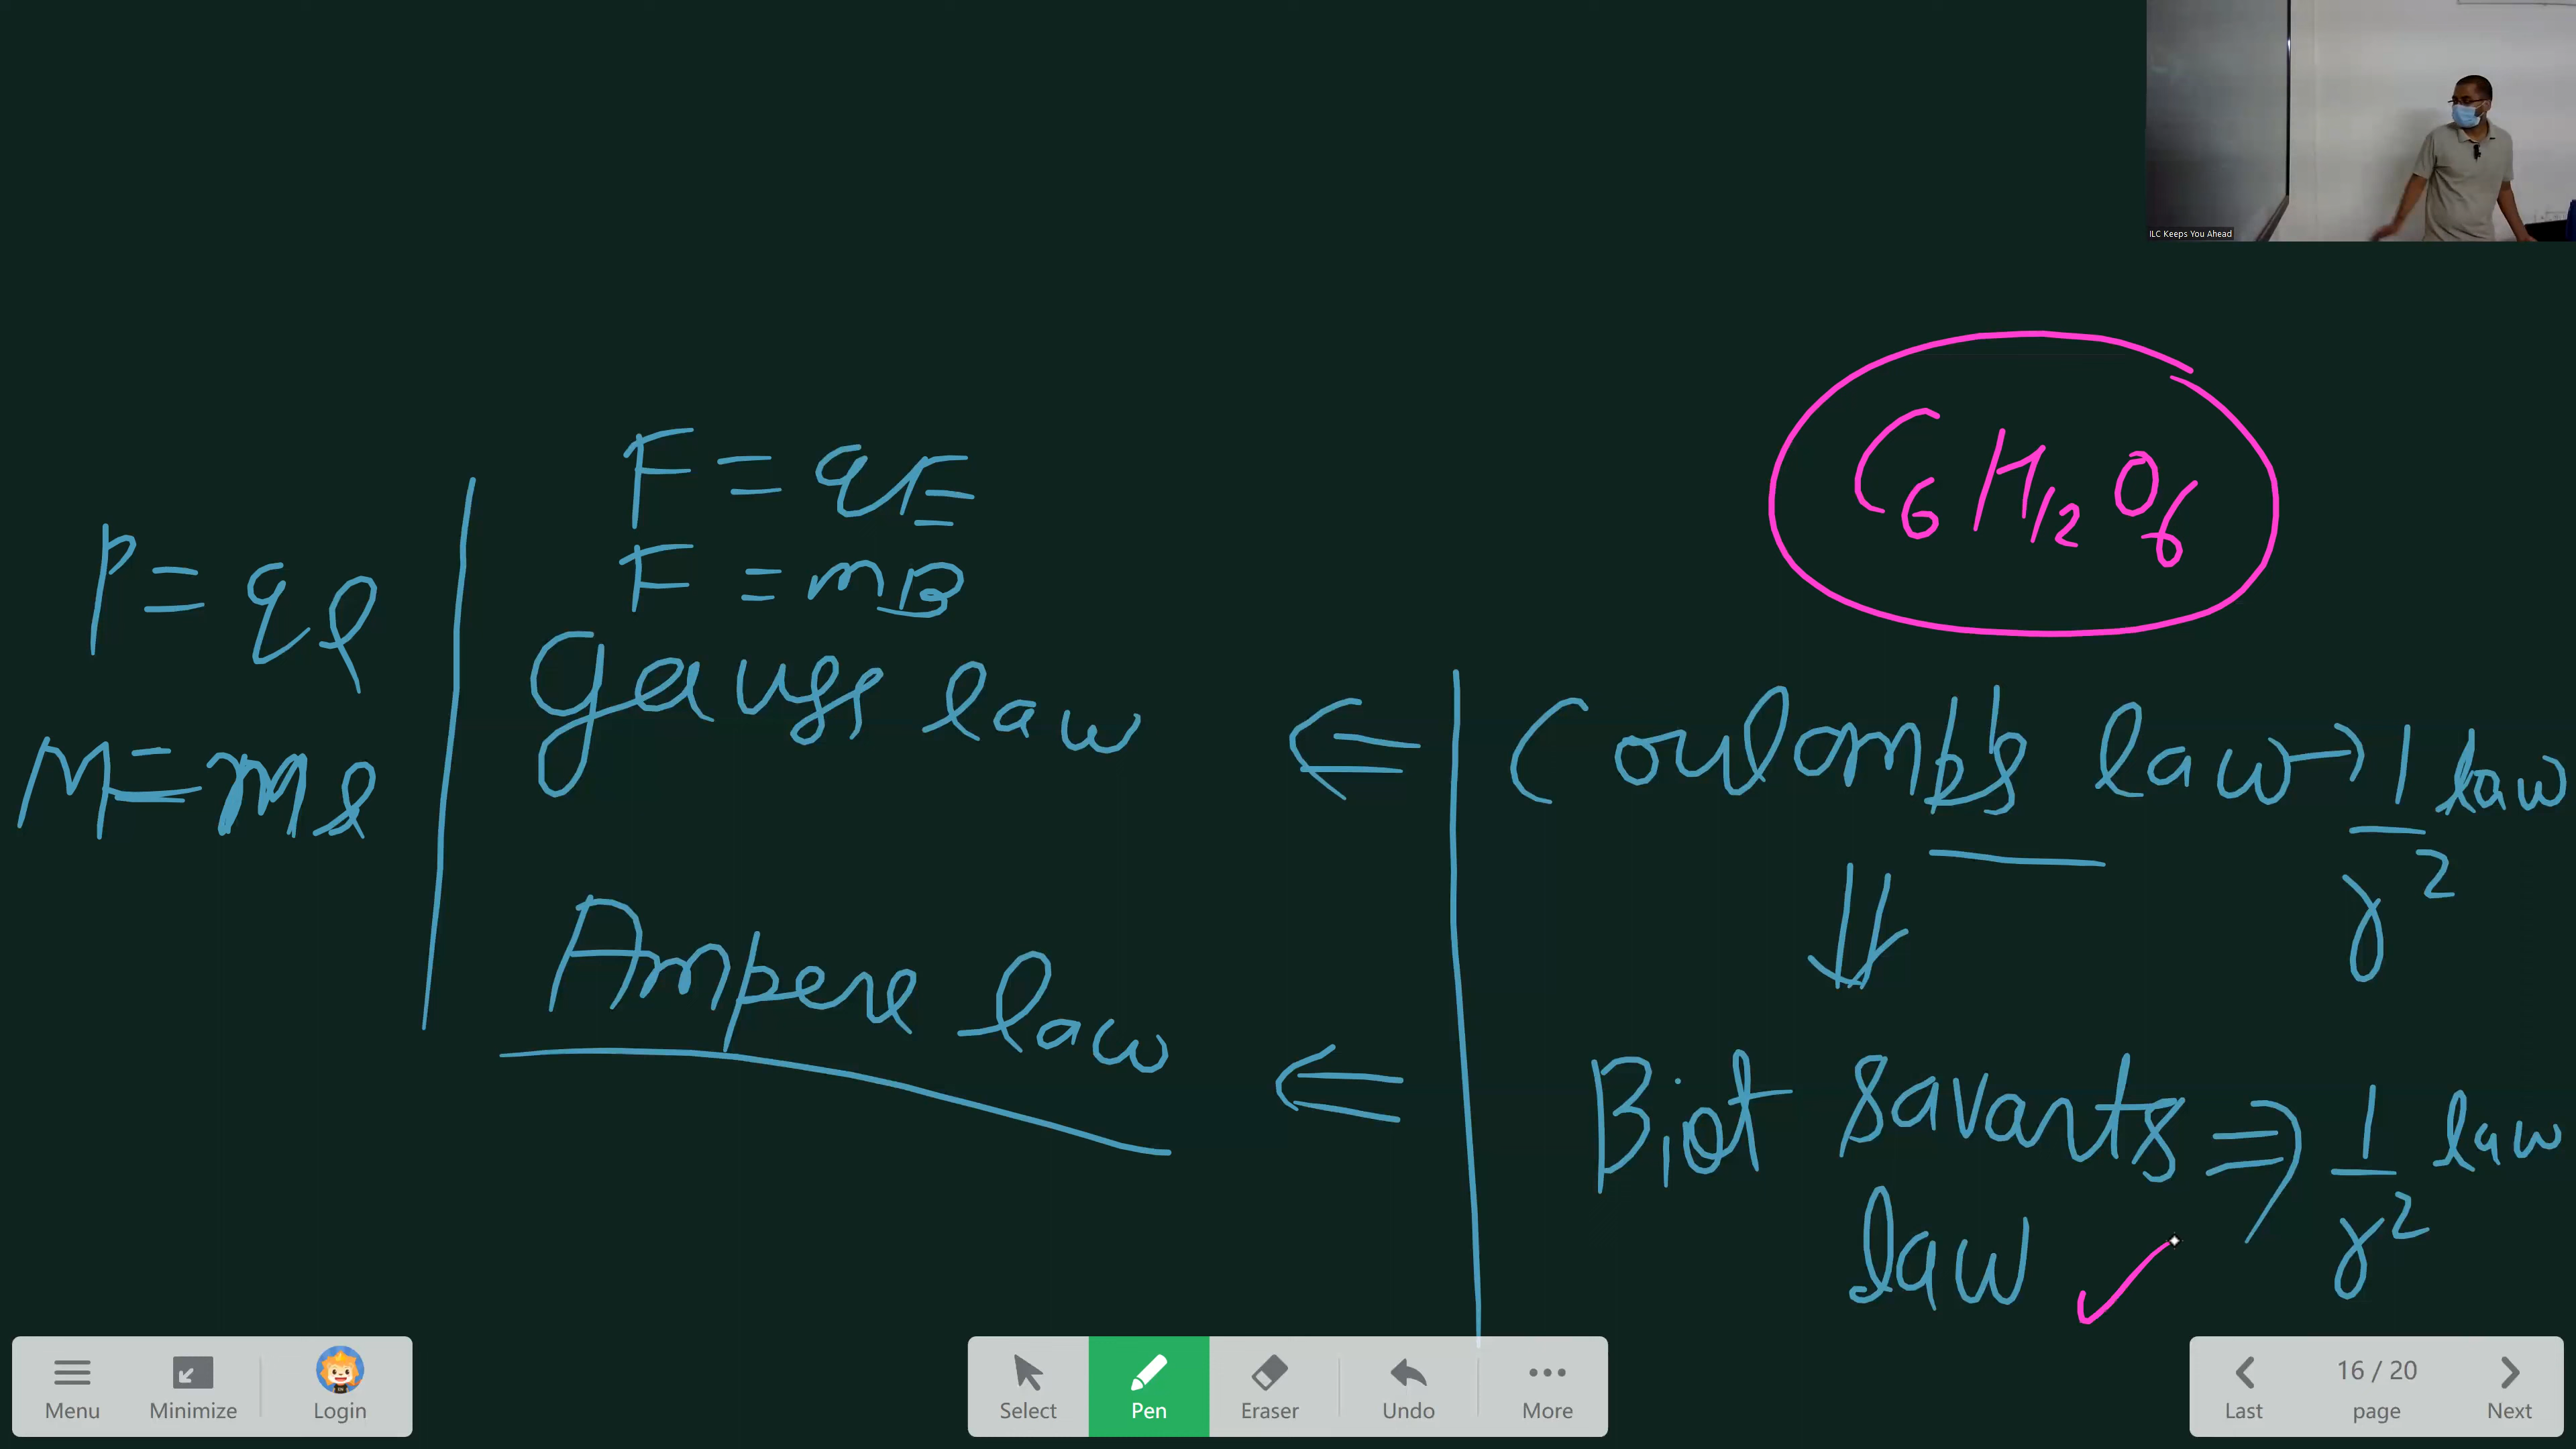 ILC Keeps You Ahead
C6H12O6
P = ql
M = ml
F = qE
F = mB
Gauss law ⇐ Coulomb's law → 1/r² law
⇓
Ampere law ⇐ Biot Savarts ⇒ 1/r² law
law ✓
Menu
Minimize
Login
Select
Pen
Eraser
Undo
More
Last
16 / 20
page
Next